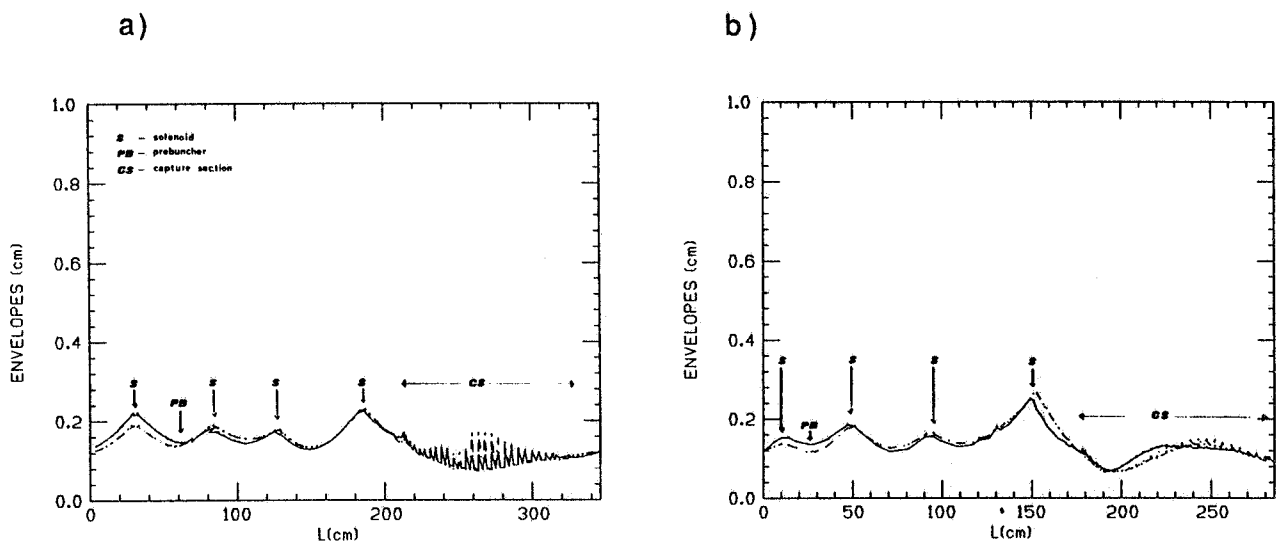 a)
1.0
0.8
0.6
0.4
0.2
0.0
ENVELOPES (cm)
S - solenoid
PB - prebuncher
CS - capture section
S
PB
S
S
S
CS
0
100
200
300
L(cm)
b)
1.0
0.8
0.6
0.4
0.2
0.0
ENVELOPES (cm)
S
PB
S
S
S
CS
0
50
100
150
200
250
L(cm)